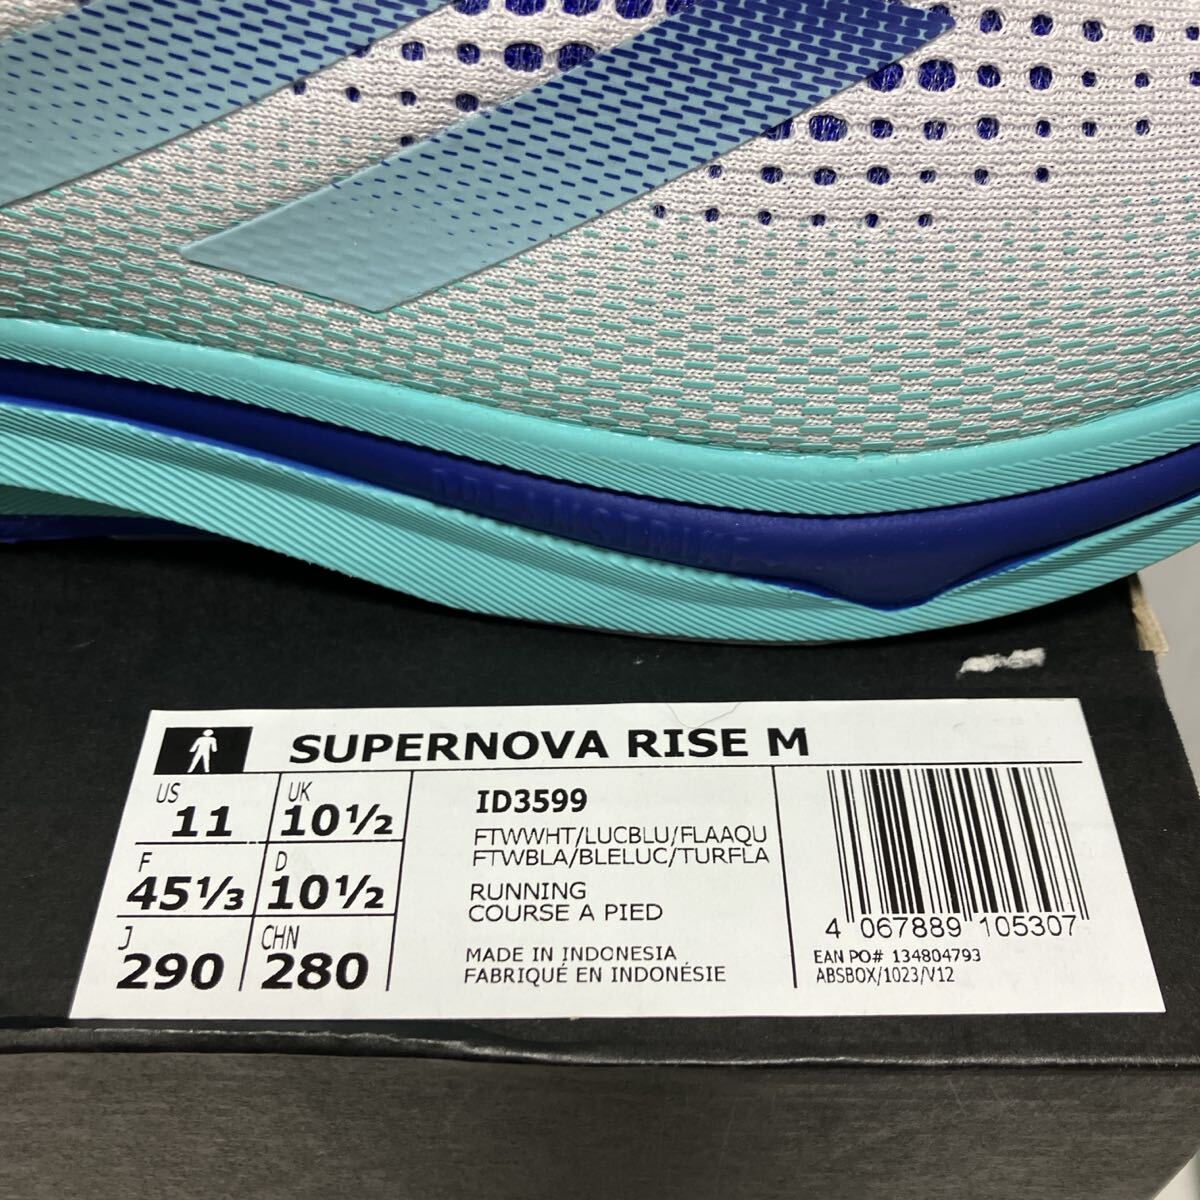 DREAMSTRIKE
SUPERNOVA RISE M
US 11
UK 10½
F 45⅓
D 10½
J 290
CHN 280
ID3599
FTWWHT/LUCBLU/FLAAQU
FTWBLA/BLELUC/TURFLA
RUNNING
COURSE A PIED
MADE IN INDONESIA
FABRIQUÉ EN INDONÉSIE
4 067889 105307
EAN PO# 134804793
ABSBOX/1023/V12